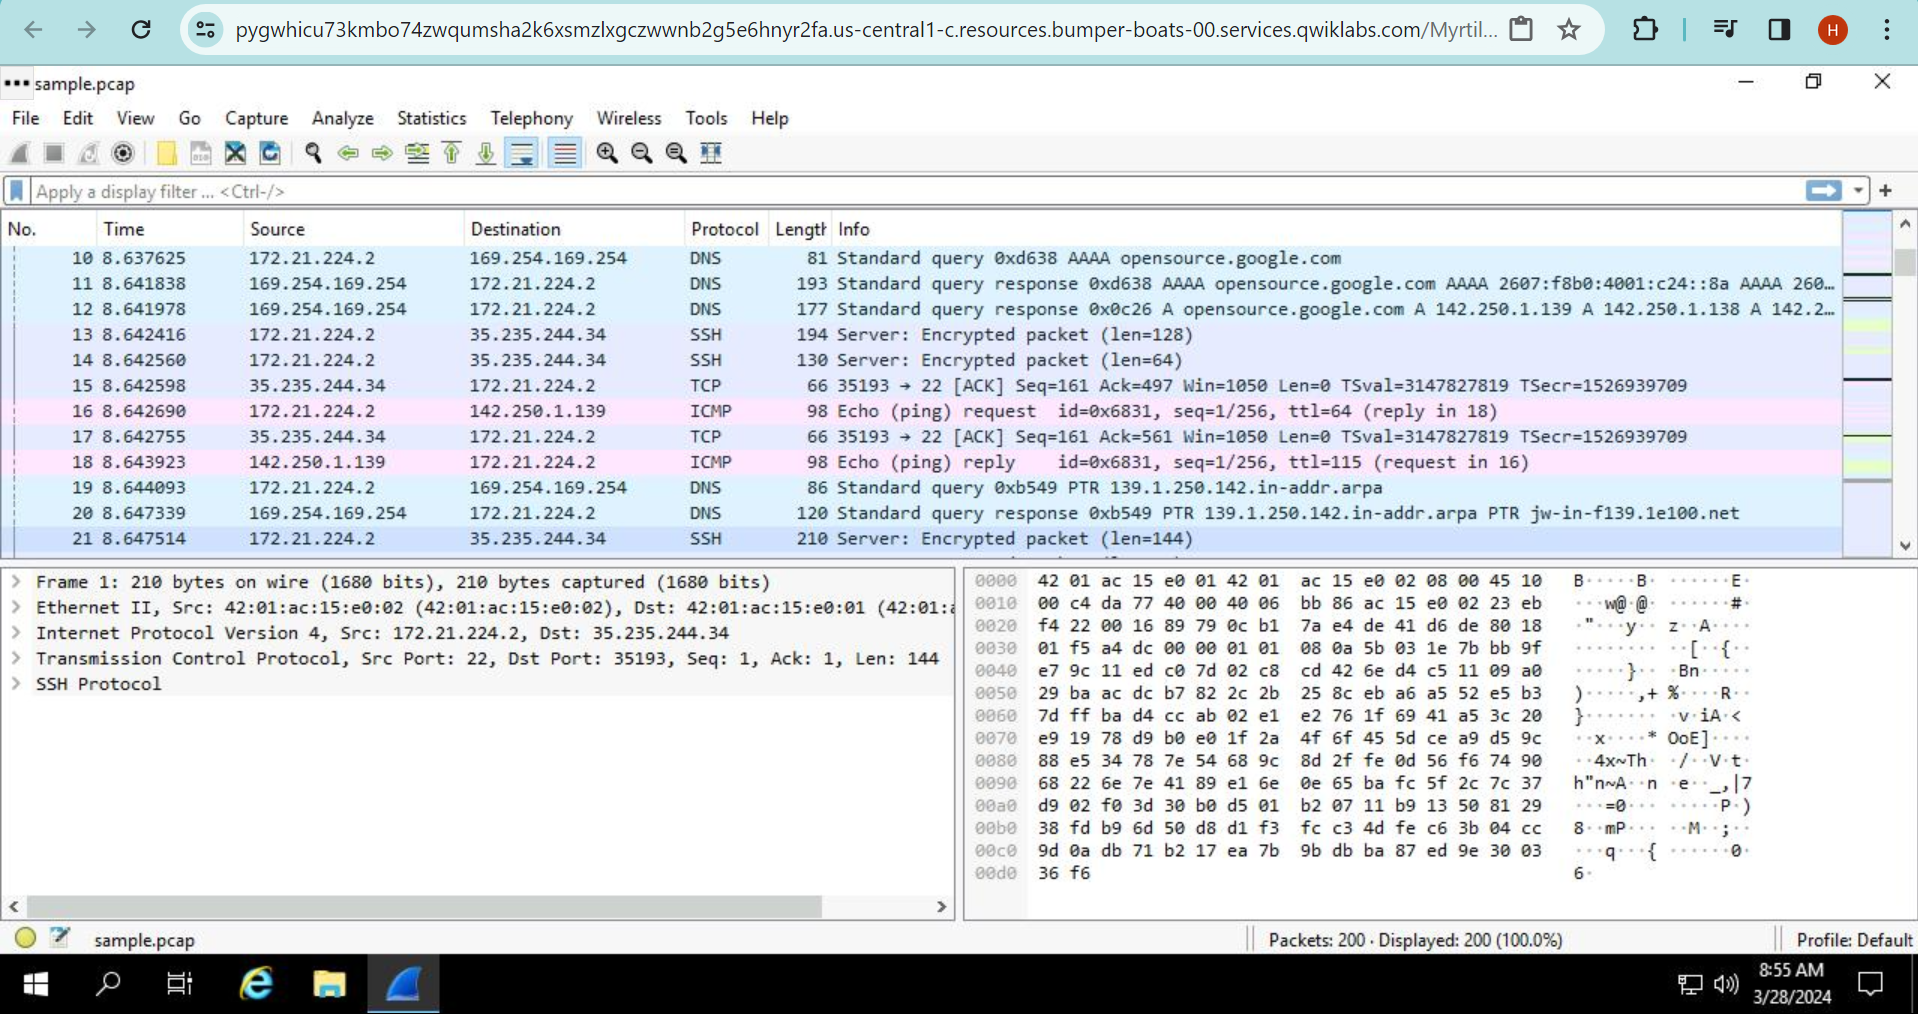 pygwhicu73kmbo74zwqumsha2k6xsmzlxgczwwnb2g5e6hnyr2fa.us-central1-c.resources.bumper-boats-00.services.qwiklabs.com/Myrtil...
H
sample.pcap
File Edit View Go Capture Analyze Statistics Telephony Wireless Tools Help
Apply a display filter ... <Ctrl-/>
No. Time Source Destination Protocol Length Info
10 8.637625 172.21.224.2 169.254.169.254 DNS 81 Standard query 0xd638 AAAA opensource.google.com
11 8.641838 169.254.169.254 172.21.224.2 DNS 193 Standard query response 0xd638 AAAA opensource.google.com AAAA 2607:f8b0:4001:c24::8a AAAA 260...
12 8.641978 169.254.169.254 172.21.224.2 DNS 177 Standard query response 0x0c26 A opensource.google.com A 142.250.1.139 A 142.250.1.138 A 142.2...
13 8.642416 172.21.224.2 35.235.244.34 SSH 194 Server: Encrypted packet (len=128)
14 8.642560 172.21.224.2 35.235.244.34 SSH 130 Server: Encrypted packet (len=64)
15 8.642598 35.235.244.34 172.21.224.2 TCP 66 35193 → 22 [ACK] Seq=161 Ack=497 Win=1050 Len=0 TSval=3147827819 TSecr=1526939709
16 8.642690 172.21.224.2 142.250.1.139 ICMP 98 Echo (ping) request id=0x6831, seq=1/256, ttl=64 (reply in 18)
17 8.642755 35.235.244.34 172.21.224.2 TCP 66 35193 → 22 [ACK] Seq=161 Ack=561 Win=1050 Len=0 TSval=3147827819 TSecr=1526939709
18 8.643923 142.250.1.139 172.21.224.2 ICMP 98 Echo (ping) reply id=0x6831, seq=1/256, ttl=115 (request in 16)
19 8.644093 172.21.224.2 169.254.169.254 DNS 86 Standard query 0xb549 PTR 139.1.250.142.in-addr.arpa
20 8.647339 169.254.169.254 172.21.224.2 DNS 120 Standard query response 0xb549 PTR 139.1.250.142.in-addr.arpa PTR jw-in-f139.1e100.net
21 8.647514 172.21.224.2 35.235.244.34 SSH 210 Server: Encrypted packet (len=144)
Frame 1: 210 bytes on wire (1680 bits), 210 bytes captured (1680 bits)
Ethernet II, Src: 42:01:ac:15:e0:02 (42:01:ac:15:e0:02), Dst: 42:01:ac:15:e0:01 (42:01:a
Internet Protocol Version 4, Src: 172.21.224.2, Dst: 35.235.244.34
Transmission Control Protocol, Src Port: 22, Dst Port: 35193, Seq: 1, Ack: 1, Len: 144
SSH Protocol
0000 42 01 ac 15 e0 01 42 01 ac 15 e0 02 08 00 45 10 B·····B· ······E·
0010 00 c4 da 77 40 00 40 06 bb 86 ac 15 e0 02 23 eb ···w@·@· ······#·
0020 f4 22 00 16 89 79 0c b1 7a e4 de 41 d6 de 80 18 ·"···y·· z··A····
0030 01 f5 a4 dc 00 00 01 01 08 0a 5b 03 1e 7b bb 9f ········ ··[··{··
0040 e7 9c 11 ed c0 7d 02 c8 cd 42 6e d4 c5 11 09 a0 ·····}·· ·Bn·····
0050 29 ba ac dc b7 82 2c 2b 25 8c eb a6 a5 52 e5 b3 )·····,+ %····R··
0060 7d ff ba d4 cc ab 02 e1 e2 76 1f 69 41 a5 3c 20 }······· ·v·iA·<
0070 e9 19 78 d9 b0 e0 1f 2a 4f 6f 45 5d ce a9 d5 9c ··x····* OoE]····
0080 88 e5 34 78 7e 54 68 9c 8d 2f fe 0d 56 f6 74 90 ··4x~Th· ·/··V·t·
0090 68 22 6e 7e 41 89 e1 6e 0e 65 ba fc 5f 2c 7c 37 h"n~A··n ·e··_,|7
00a0 d9 02 f0 3d 30 b0 d5 01 b2 07 11 b9 13 50 81 29 ···=0··· ·····P·)
00b0 38 fd b9 6d 50 d8 d1 f3 fc c3 4d fe c6 3b 04 cc 8··mP··· ··M··;··
00c0 9d 0a db 71 b2 17 ea 7b 9b db ba 87 ed 9e 30 03 ···q···{ ······0·
00d0 36 f6 6·
sample.pcap Packets: 200 · Displayed: 200 (100.0%) Profile: Default
8:55 AM
3/28/2024